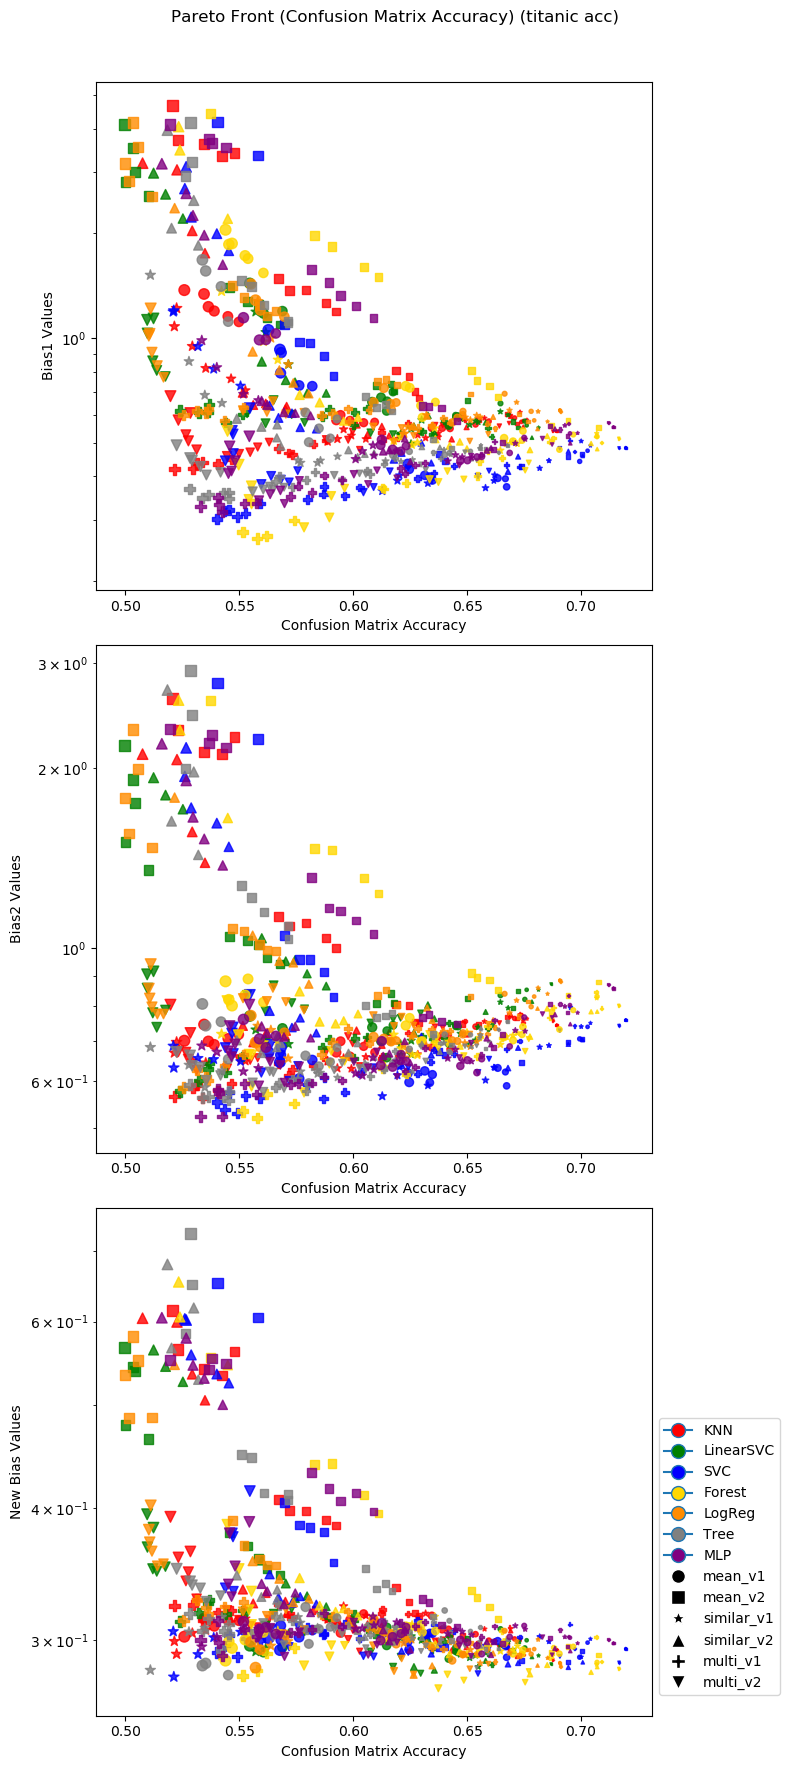 Pareto Front (Confusion Matrix Accuracy) (titanic acc)
10⁰
Bias1 Values
0.50 0.55 0.60 0.65 0.70
Confusion Matrix Accuracy
3 × 10⁰
2 × 10⁰
10⁰
6 × 10⁻¹
Bias2 Values
0.50 0.55 0.60 0.65 0.70
Confusion Matrix Accuracy
6 × 10⁻¹
4 × 10⁻¹
3 × 10⁻¹
New Bias Values
0.50 0.55 0.60 0.65 0.70
Confusion Matrix Accuracy
KNN
LinearSVC
SVC
Forest
LogReg
Tree
MLP
mean_v1
mean_v2
similar_v1
similar_v2
multi_v1
multi_v2